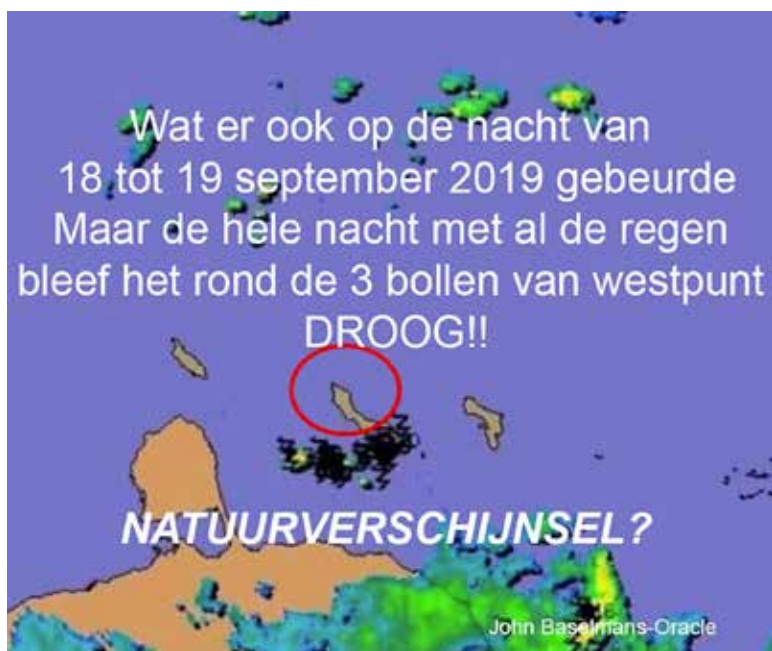 Wat er ook op de nacht van
18 tot 19 september 2019 gebeurde
Maar de hele nacht met al de regen
bleef het rond de 3 bollen van westpunt
DROOG!!
NATUURVERSCHIJNSEL?
John Baselmans-Oracle